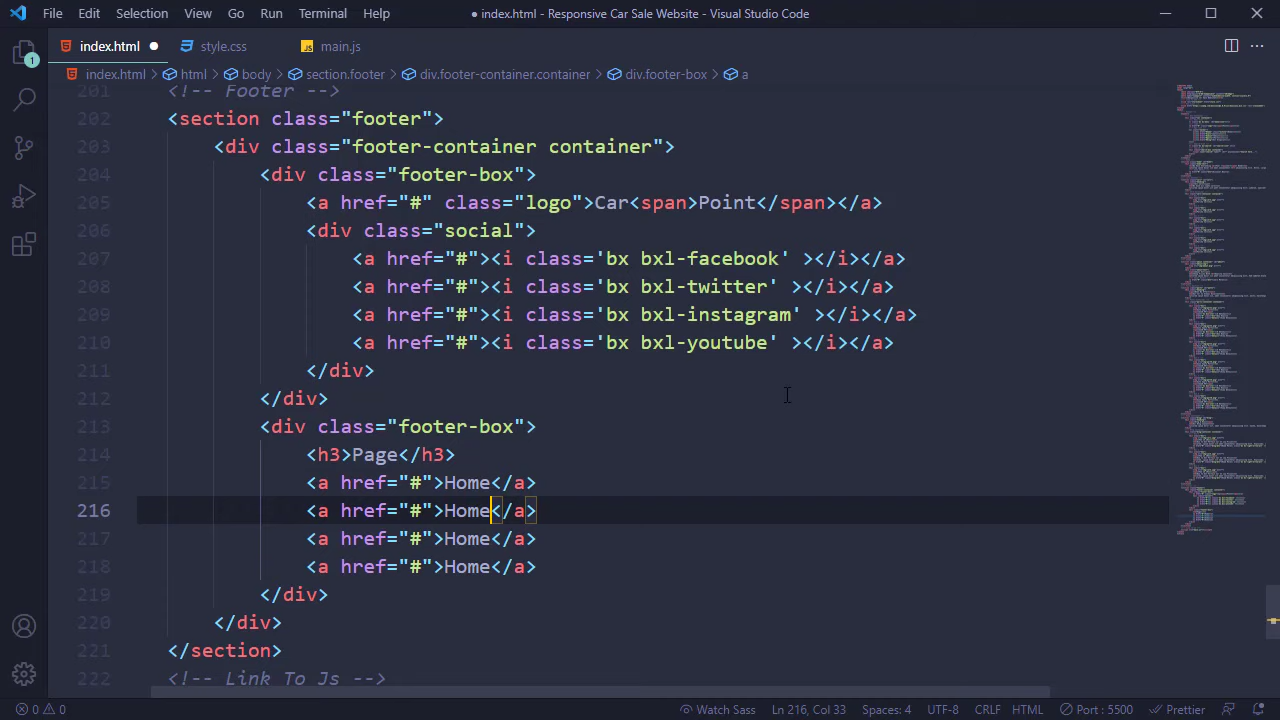 File Edit Selection View Go Run Terminal Help
● index.html - Responsive Car Sale Website - Visual Studio Code
index.html ● style.css JS main.js
index.html > html > body > section.footer > div.footer-container.container > div.footer-box > a
1
201 <!-- Footer -->
202 <section class="footer">
203 <div class="footer-container container">
204 <div class="footer-box">
205 <a href="#" class="logo">Car<span>Point</span></a>
206 <div class="social">
207 <a href="#"><i class='bx bxl-facebook' ></i></a>
208 <a href="#"><i class='bx bxl-twitter' ></i></a>
209 <a href="#"><i class='bx bxl-instagram' ></i></a>
210 <a href="#"><i class='bx bxl-youtube' ></i></a>
211 </div>
212 </div>
213 <div class="footer-box">
214 <h3>Page</h3>
215 <a href="#">Home</a>
216 <a href="#">Home</a>
217 <a href="#">Home</a>
218 <a href="#">Home</a>
219 </div>
220 </div>
221 </section>
222 <!-- Link To Js -->
0 0 Watch Sass Ln 216, Col 33 Spaces: 4 UTF-8 CRLF HTML Port : 5500 Prettier